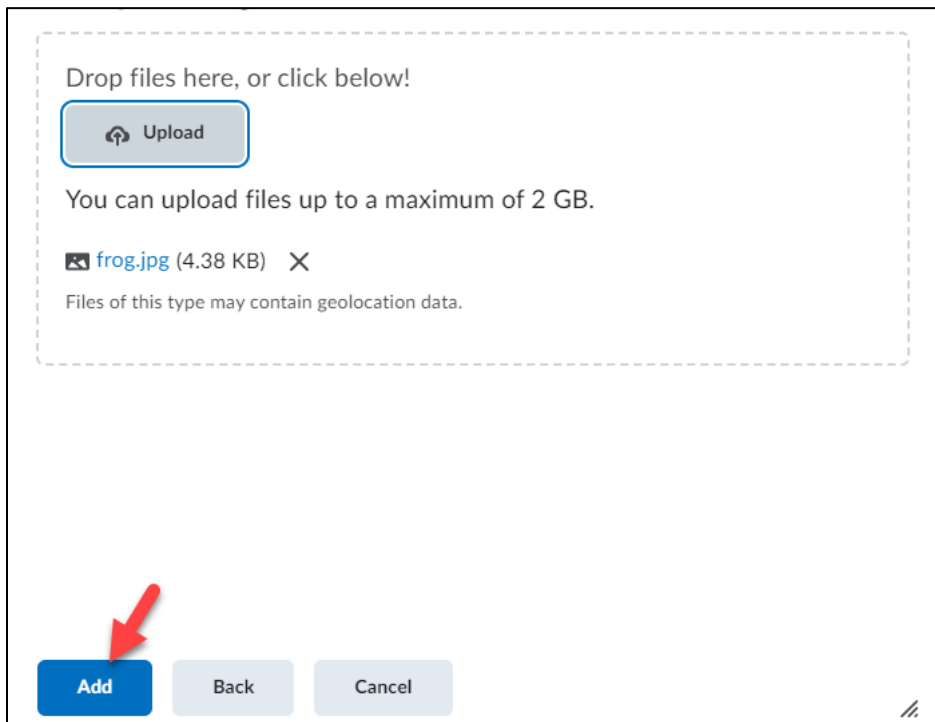 Drop files here, or click below!
Upload
You can upload files up to a maximum of 2 GB.
frog.jpg (4.38 KB)
Files of this type may contain geolocation data.
Add Back Cancel